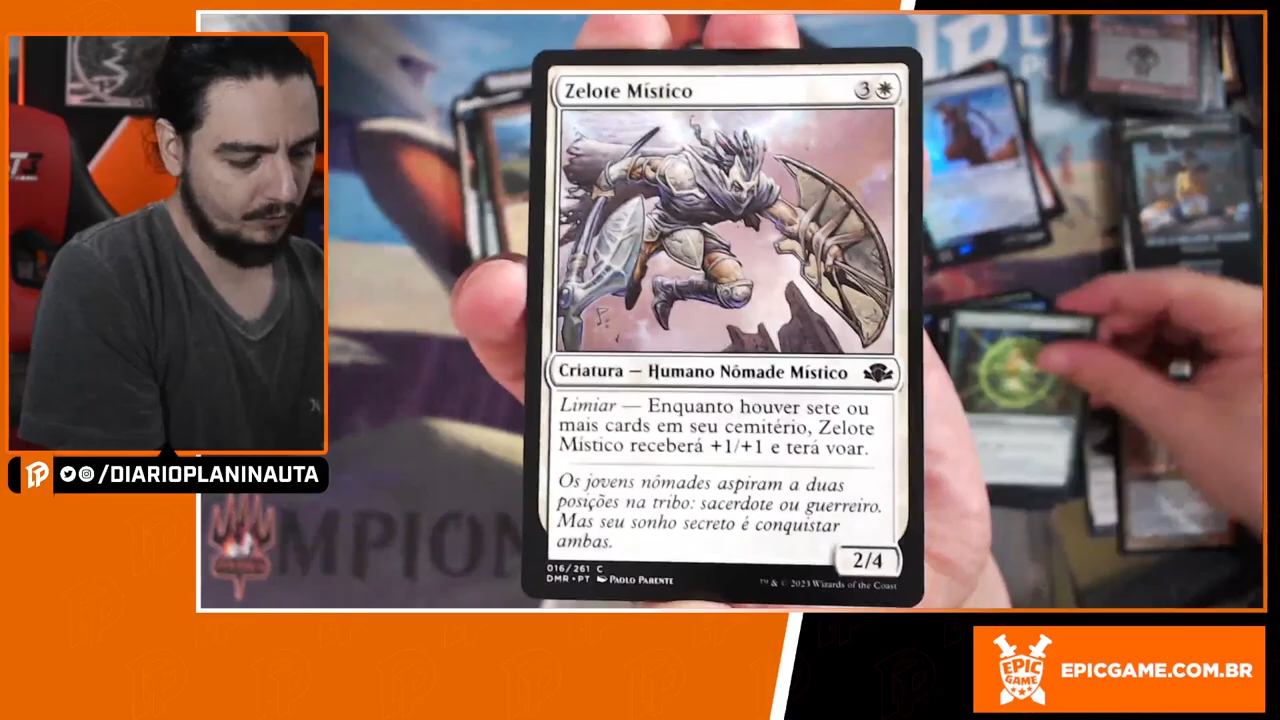 Zelote Místico
3
Criatura — Humano Nômade Místico
Limiar — Enquanto houver sete ou
mais cards em seu cemitério, Zelote
Místico receberá +1/+1 e terá voar.
Os jovens nômades aspiram a duas
posições na tribo: sacerdote ou guerreiro.
Mas seu sonho secreto é conquistar
ambas.
2/4
016/261 C
DMR • PT PAOLO PARENTE
™ & © 2023 Wizards of the Coast
/DIARIOPLANINAUTA
MPION
EPIC
GAME
EPICGAME.COM.BR